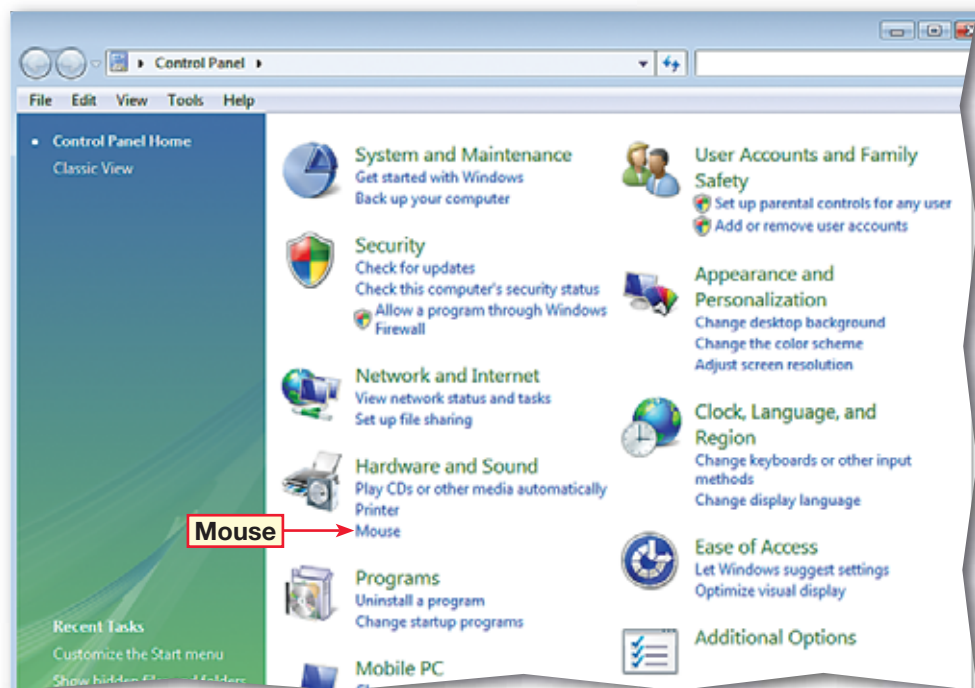 Control Panel
File Edit View Tools Help
Control Panel Home
Classic View
Recent Tasks
Customize the Start menu
Show hidden files and folders
System and Maintenance
Get started with Windows
Back up your computer
Security
Check for updates
Check this computer's security status
Allow a program through Windows
Firewall
Network and Internet
View network status and tasks
Set up file sharing
Hardware and Sound
Play CDs or other media automatically
Printer
Mouse
Mouse
Programs
Uninstall a program
Change startup programs
Mobile PC
User Accounts and Family
Safety
Set up parental controls for any user
Add or remove user accounts
Appearance and
Personalization
Change desktop background
Change the color scheme
Adjust screen resolution
Clock, Language, and
Region
Change keyboards or other input
methods
Change display language
Ease of Access
Let Windows suggest settings
Optimize visual display
Additional Options